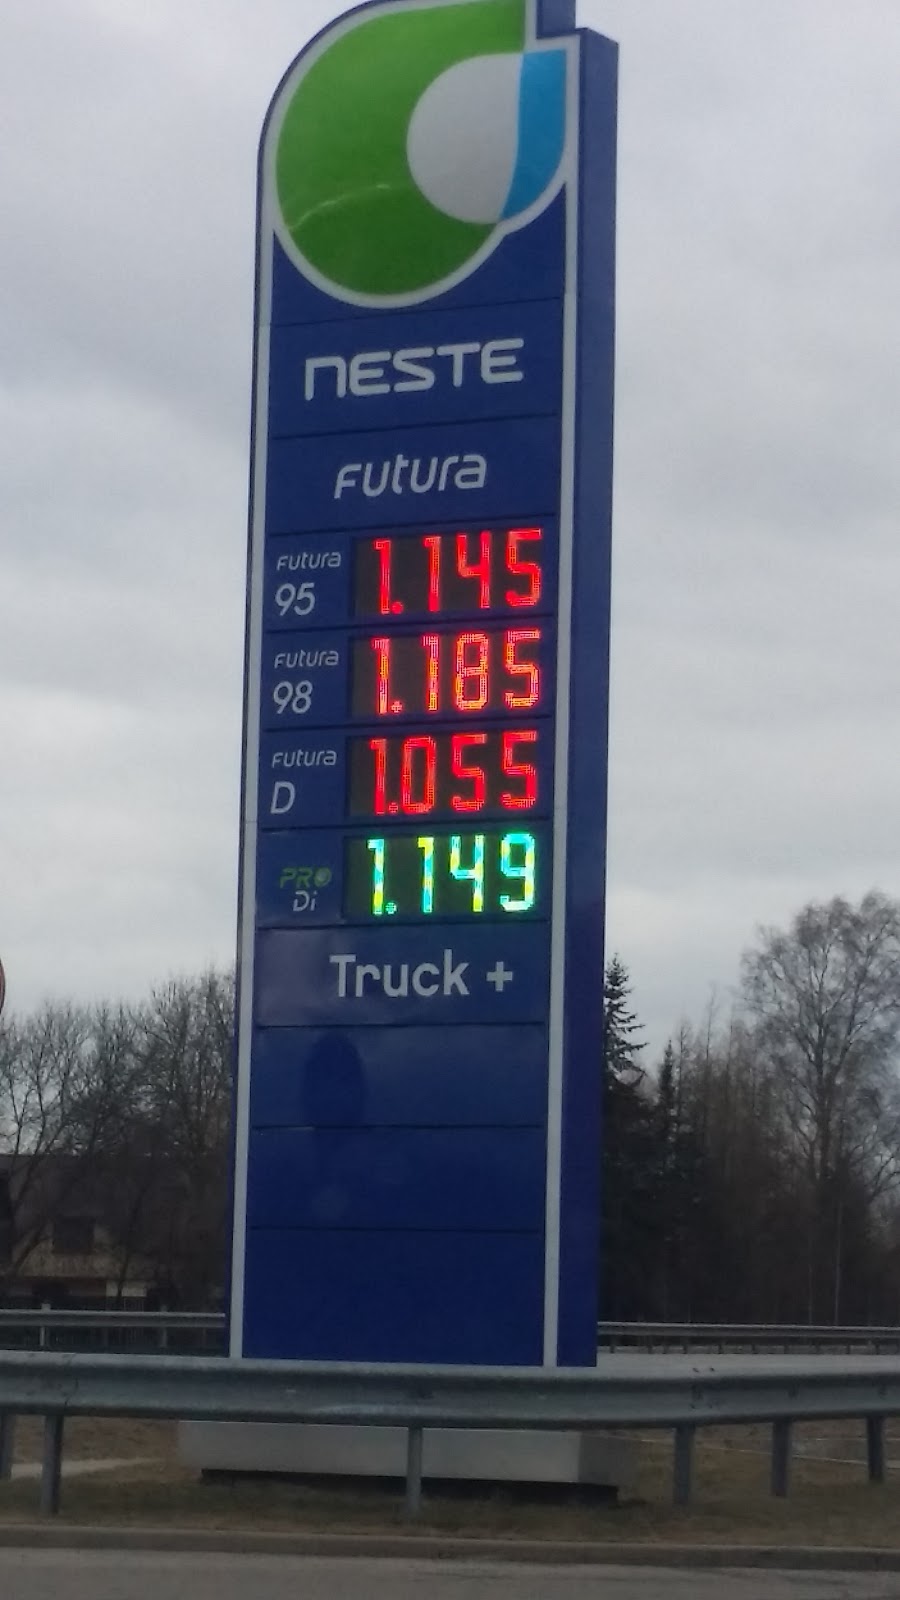 NESTE
Futura
Futura 95 1.145
Futura 98 1.185
Futura D 1.055
PRO Di 1.149
Truck +